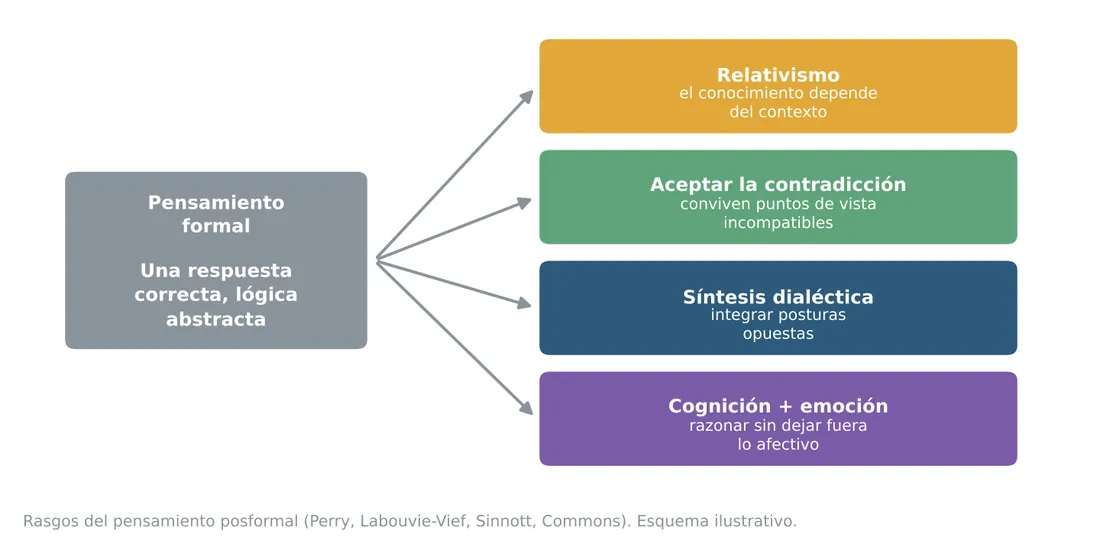 Pensamiento
formal
Una respuesta
correcta, lógica
abstracta
Relativismo
el conocimiento depende
del contexto
Aceptar la contradicción
conviven puntos de vista
incompatibles
Síntesis dialéctica
integrar posturas
opuestas
Cognición + emoción
razonar sin dejar fuera
lo afectivo
Rasgos del pensamiento posformal (Perry, Labouvie-Vief, Sinnott, Commons). Esquema ilustrativo.